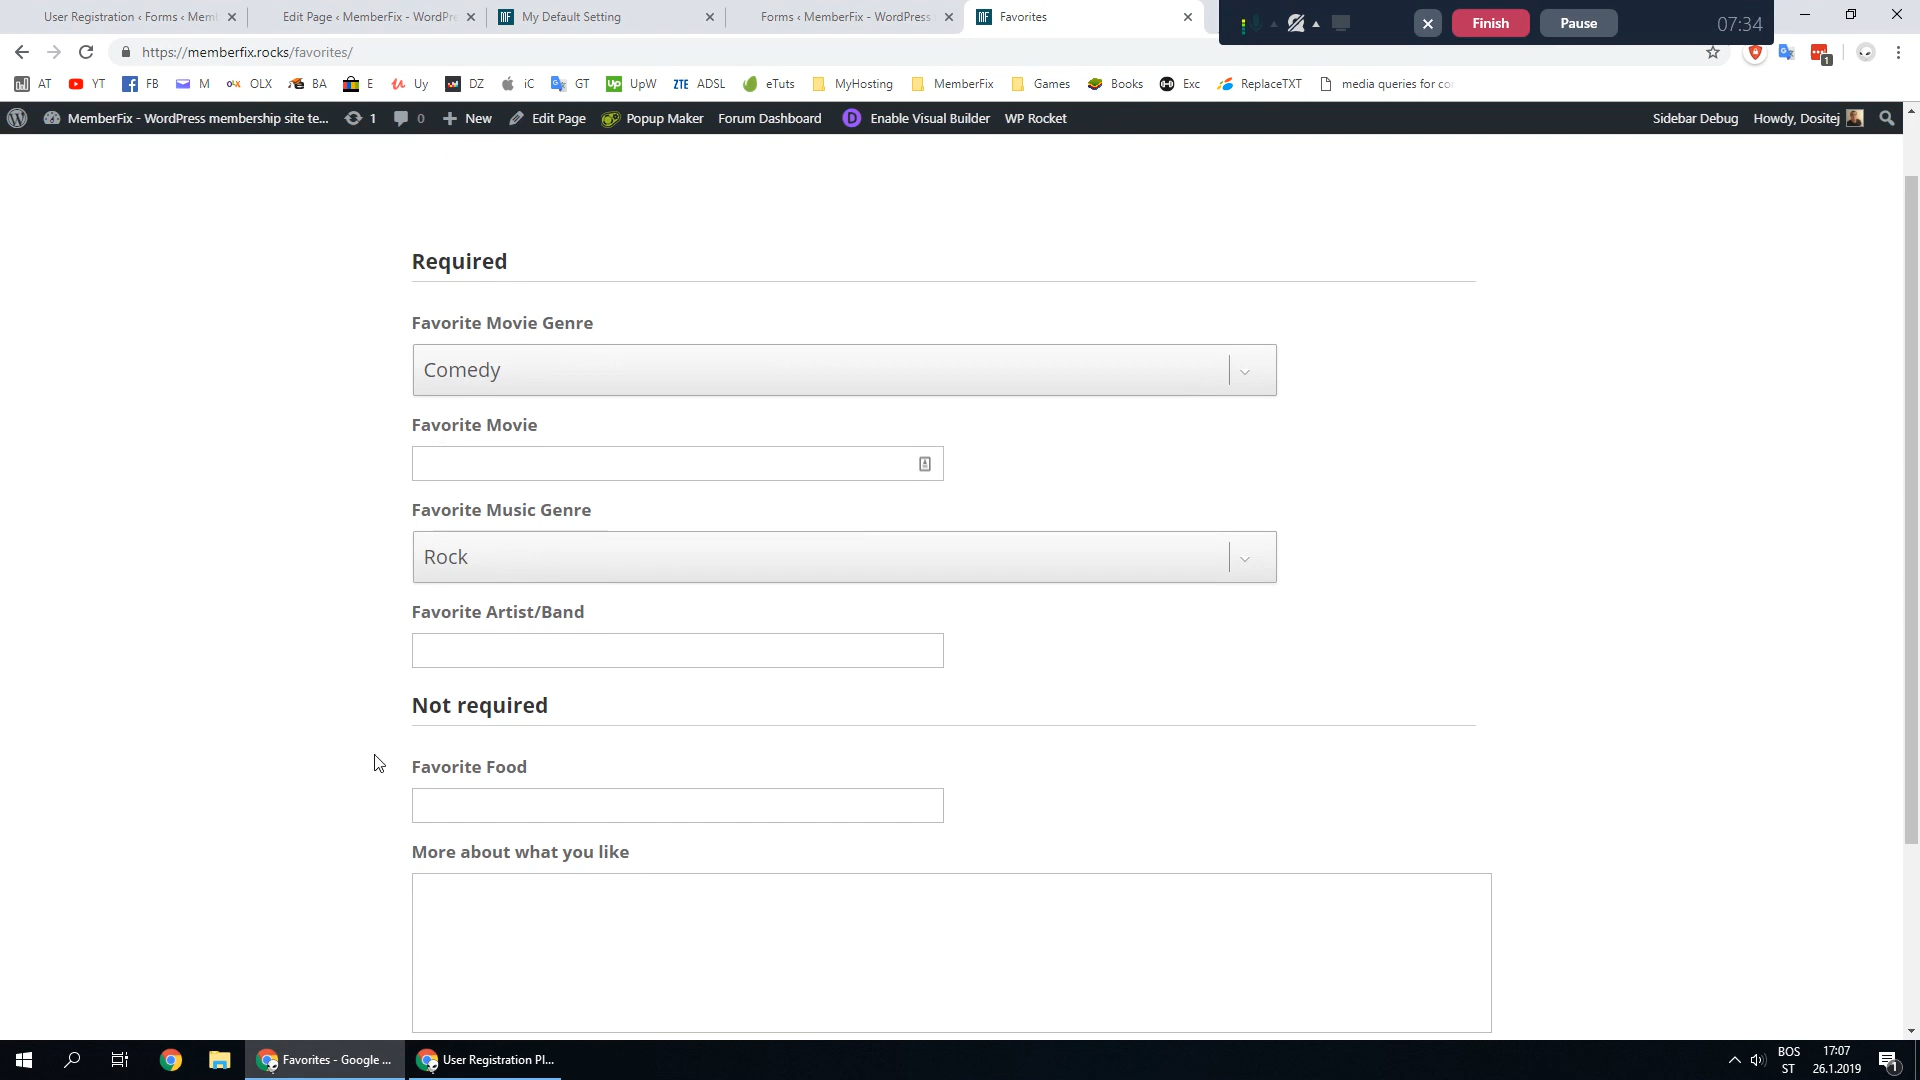 User Registration ‹ Forms ‹ Mem
Edit Page ‹ MemberFix - WordPre
My Default Setting
Forms ‹ MemberFix - WordPress
Favorites
Finish
Pause
07:34
https://memberfix.rocks/favorites/
AT
YT
FB
M
OLX
BA
E
Uy
DZ
iC
GT
UpW
ZTE ADSL
eTuts
MyHosting
MemberFix
Games
Books
Exc
ReplaceTXT
media queries for co
MemberFix - WordPress membership site te...
1
0
New
Edit Page
Popup Maker
Forum Dashboard
Enable Visual Builder
WP Rocket
Sidebar Debug
Howdy, Dositej
Required
Favorite Movie Genre
Comedy
Favorite Movie
Favorite Music Genre
Rock
Favorite Artist/Band
Not required
Favorite Food
More about what you like
Favorites - Google ...
User Registration Pl...
BOS
ST
17:07
26.1.2019
1